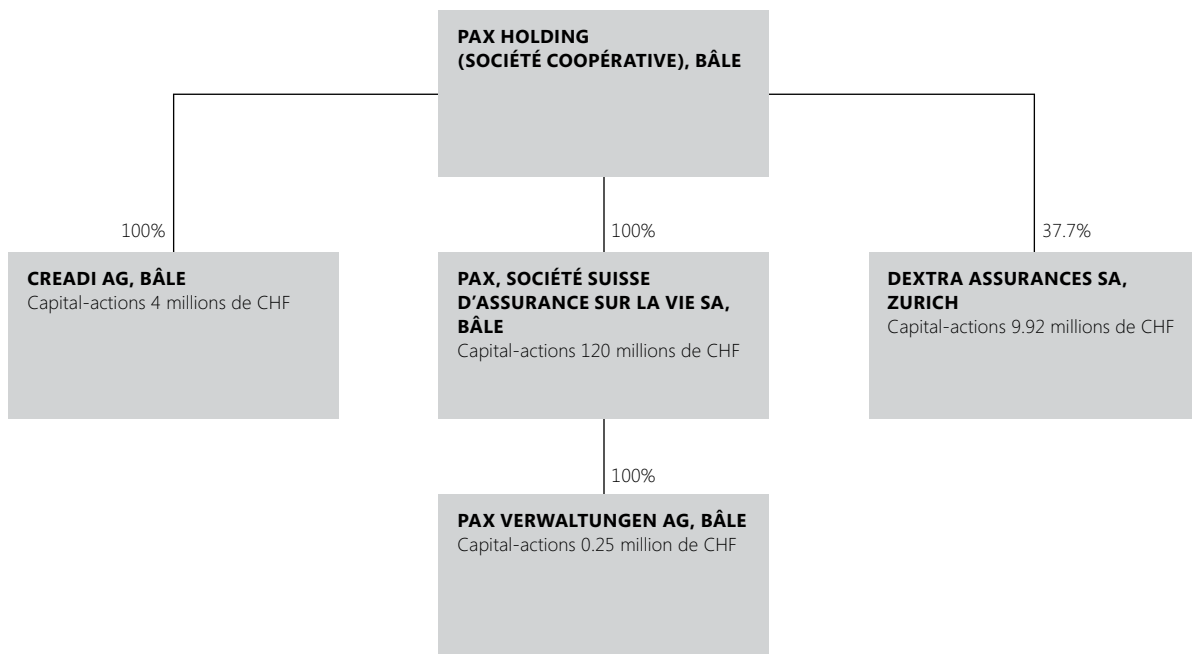 PAX HOLDING
(SOCIÉTÉ COOPÉRATIVE), BÂLE
100%
100%
37.7%
CREADI AG, BÂLE
Capital-actions 4 millions de CHF
PAX, SOCIÉTÉ SUISSE
D'ASSURANCE SUR LA VIE SA,
BÂLE
Capital-actions 120 millions de CHF
DEXTRA ASSURANCES SA,
ZURICH
Capital-actions 9.92 millions de CHF
100%
PAX VERWALTUNGEN AG, BÂLE
Capital-actions 0.25 million de CHF